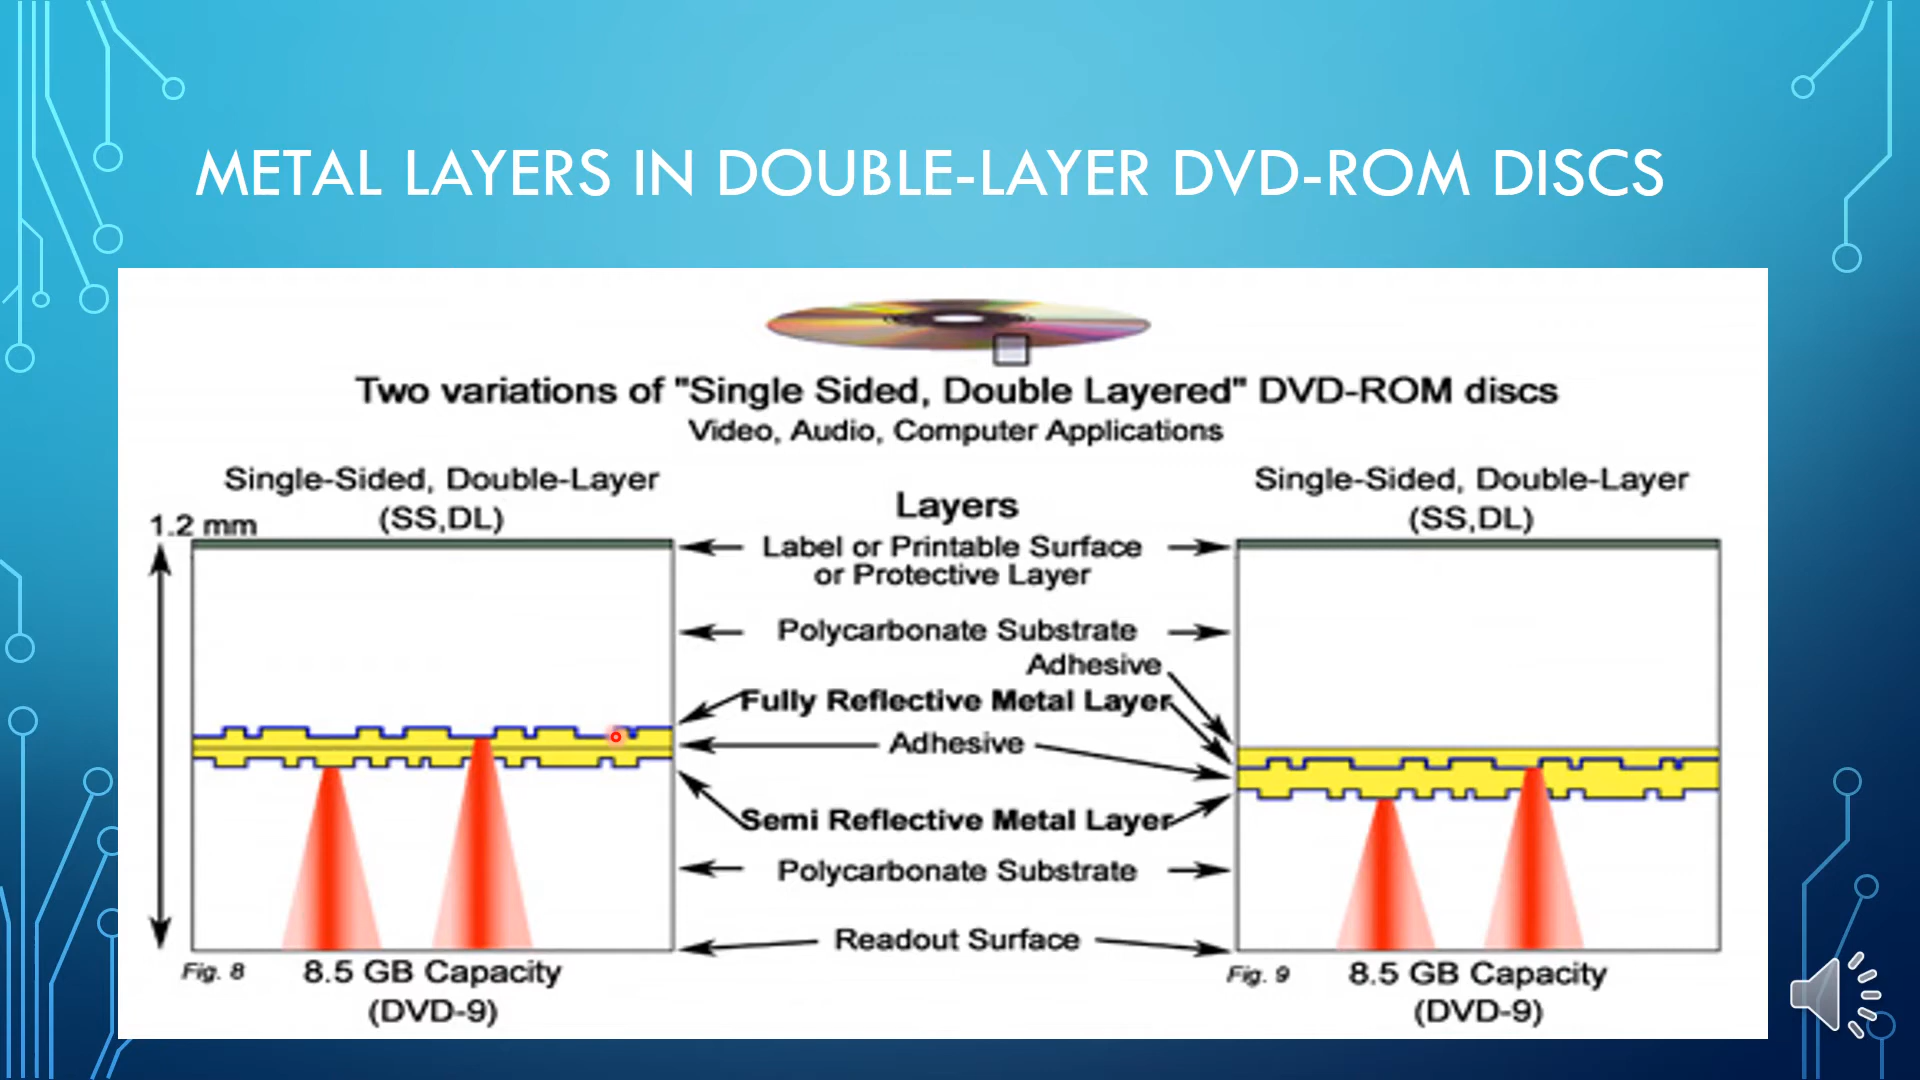 METAL LAYERS IN DOUBLE-LAYER DVD-ROM DISCS
Two variations of "Single Sided, Double Layered" DVD-ROM discs
Video, Audio, Computer Applications
Single-Sided, Double-Layer
(SS,DL)
1.2 mm
Layers
Label or Printable Surface
or Protective Layer
Polycarbonate Substrate
Adhesive
Fully Reflective Metal Layer
Adhesive
Semi Reflective Metal Layer
Polycarbonate Substrate
Readout Surface
Single-Sided, Double-Layer
(SS,DL)
Fig. 8
8.5 GB Capacity
(DVD-9)
Fig. 9
8.5 GB Capacity
(DVD-9)